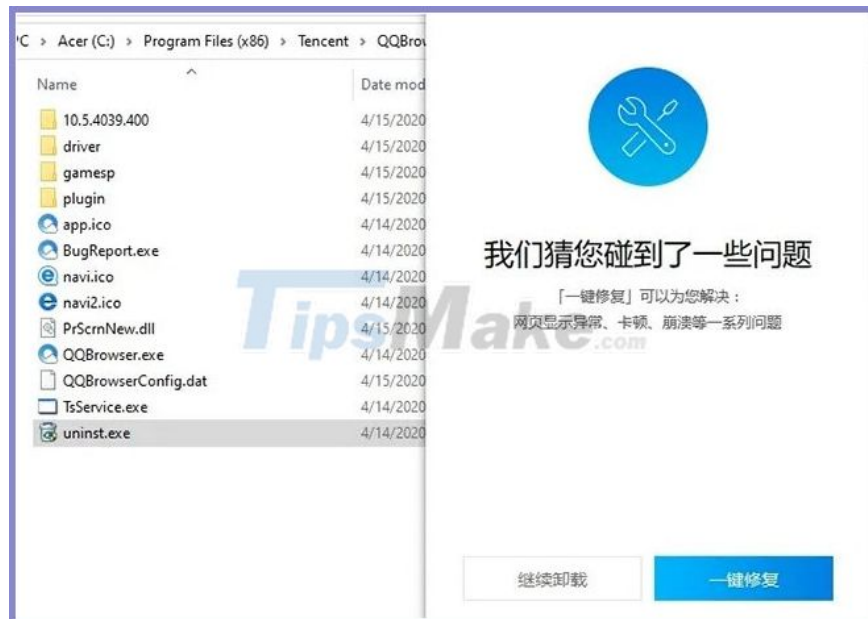 PC > Acer (C:) > Program Files (x86) > Tencent > QQBrow
Name Date mod
10.5.4039.400 4/15/2020
driver 4/15/2020
gamesp 4/15/2020
plugin 4/15/2020
app.ico 4/14/2020
BugReport.exe 4/14/2020
navi.ico 4/14/2020
navi2.ico 4/14/2020
PrScrnNew.dll 4/15/2020
QQBrowser.exe 4/14/2020
QQBrowserConfig.dat 4/15/2020
TsService.exe 4/14/2020
uninst.exe 4/14/2020
我们猜您碰到了一些问题
「一键修复」可以为您解决：
网页显示异常、卡顿、崩溃等一系列问题
TipsMake.com
继续卸载 一键修复